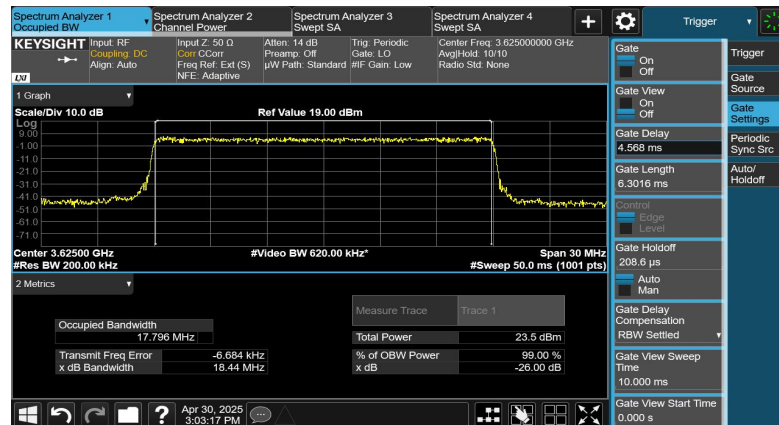 Spectrum Analyzer 1
Occupied BW
Spectrum Analyzer 2
Channel Power
Spectrum Analyzer 3
Swept SA
Spectrum Analyzer 4
Swept SA
+
Trigger
KEYSIGHT
LXI
Input: RF
Coupling: DC
Align: Auto
Input Z: 50 Ω
Corr CCorr
Freq Ref: Ext (S)
NFE: Adaptive
Atten: 14 dB
Preamp: Off
µW Path: Standard
Trig: Periodic
Gate: LO
#IF Gain: Low
Center Freq: 3.625000000 GHz
Avg|Hold: 10/10
Radio Std: None
1 Graph
Scale/Div 10.0 dB
Ref Value 19.00 dBm
Log
9.00
-1.00
-11.0
-21.0
-31.0
-41.0
-51.0
-61.0
-71.0
Center 3.62500 GHz
#Video BW 620.00 kHz*
Span 30 MHz
#Res BW 200.00 kHz
#Sweep 50.0 ms (1001 pts)
2 Metrics
Measure Trace
Trace 1
Occupied Bandwidth
17.796 MHz
Total Power
23.5 dBm
Transmit Freq Error
-6.684 kHz
% of OBW Power
99.00 %
x dB Bandwidth
18.44 MHz
x dB
-26.00 dB
?
Apr 30, 2025
3:03:17 PM
Gate
On
Off
Gate View
On
Off
Gate Delay
4.568 ms
Gate Length
6.3016 ms
Control
Edge
Level
Gate Holdoff
208.6 µs
Auto
Man
Gate Delay
Compensation
RBW Settled
Gate View Sweep
Time
10.000 ms
Gate View Start Time
0.000 s
Trigger
Gate
Source
Gate
Settings
Periodic
Sync Src
Auto/
Holdoff